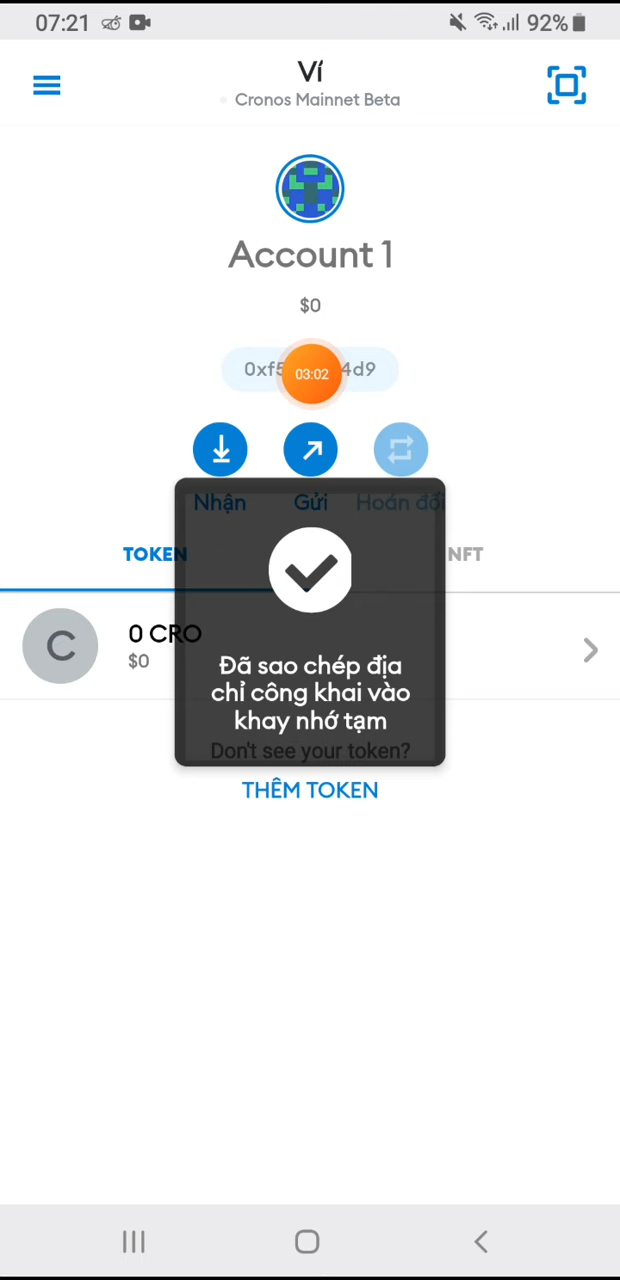 07:21 92%
Ví
Cronos Mainnet Beta
Account 1
$0
0xf5 4d9
03:02
Nhận Gửi Hoán đổi
TOKEN NFT
C 0 CRO
$0
Đã sao chép địa
chỉ công khai vào
khay nhớ tạm
Don't see your token?
THÊM TOKEN